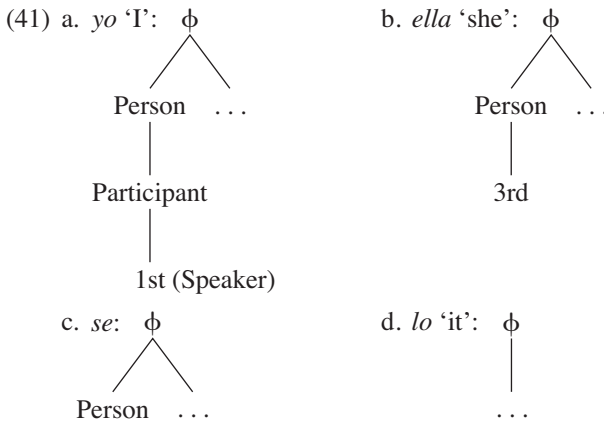 (41) a. yo ‘I’: ϕ b. ella ‘she’: ϕ
Person ... Person ...
Participant 3rd
1st (Speaker)
c. se: ϕ d. lo ‘it’: ϕ
Person ... ...